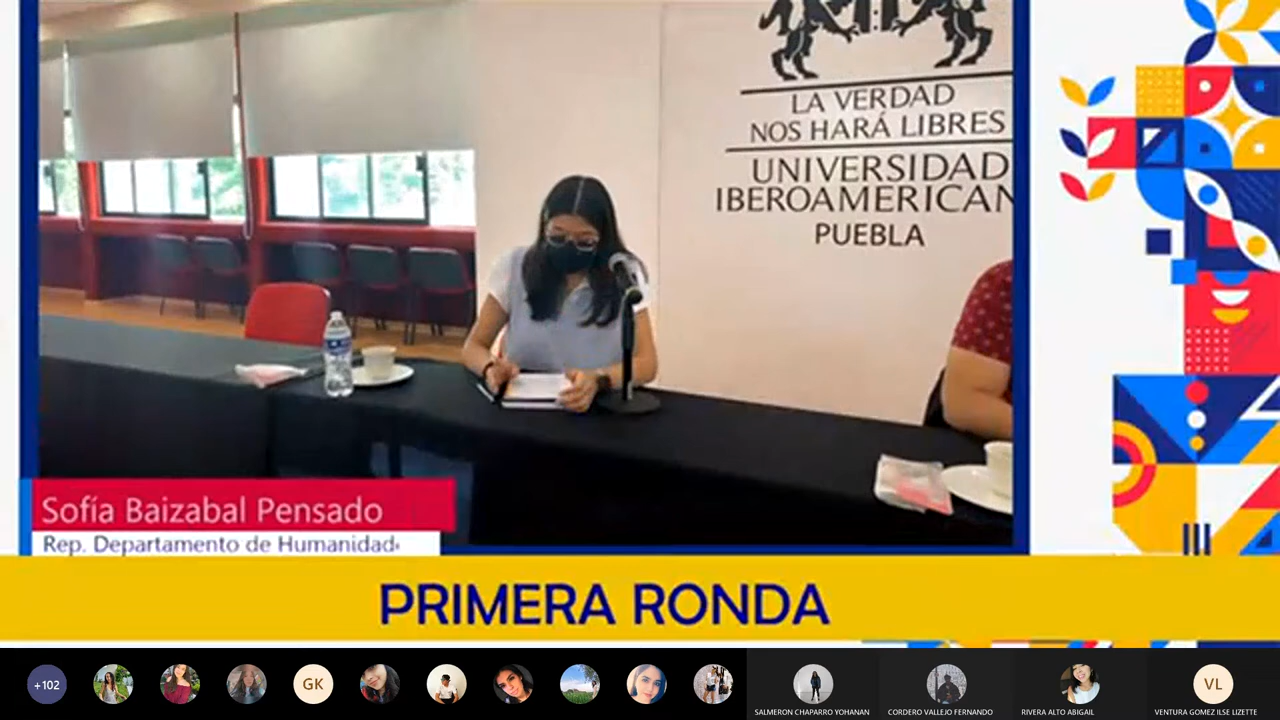 LA VERDAD
NOS HARÁ LIBRES
UNIVERSIDAD
IBEROAMERICAN
PUEBLA
Sofía Baizabal Pensado
Rep. Departamento de Humanidad
PRIMERA RONDA
+102
GK
VL
SALMERON CHAPARRO YOHANAN
CORDERO VALLEJO FERNANDO
RIVERA ALTO ABIGAIL
VENTURA GOMEZ ILSE LIZETTE